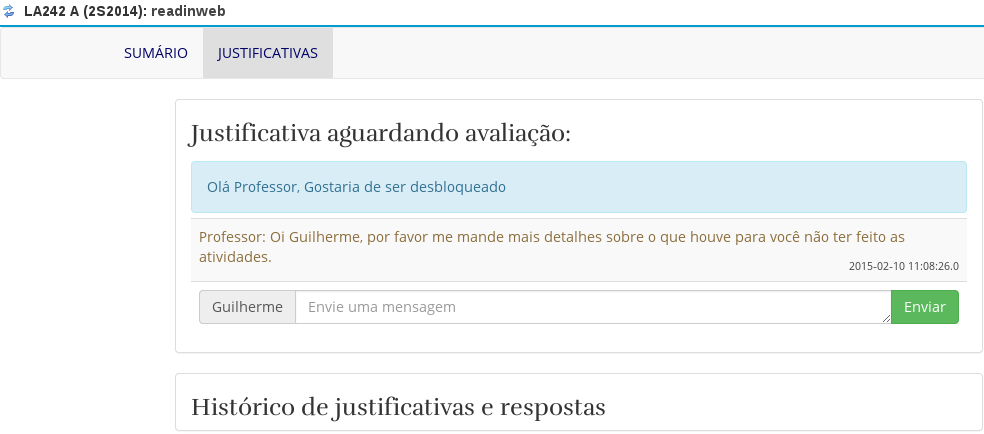 LA242 A (2S2014): readinweb
SUMÁRIO JUSTIFICATIVAS
Justificativa aguardando avaliação:
Olá Professor, Gostaria de ser desbloqueado
Professor: Oi Guilherme, por favor me mande mais detalhes sobre o que houve para você não ter feito as
atividades.
2015-02-10 11:08:26.0
Guilherme Envie uma mensagem Enviar
Histórico de justificativas e respostas